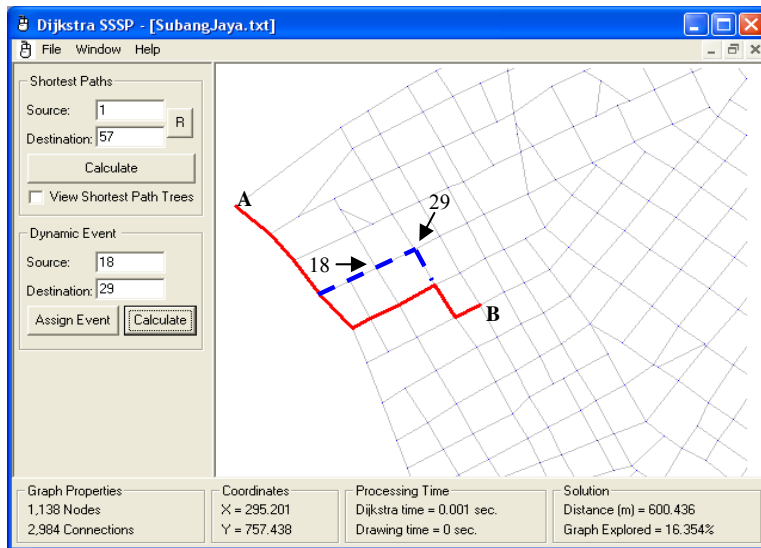 Dijkstra SSSP - [SubangJaya.txt]
File Window Help
Shortest Paths
Source: 1
R
Destination: 57
Calculate
View Shortest Path Trees
Dynamic Event
Source: 18
Destination: 29
Assign Event Calculate
A
29
18
B
Graph Properties
1,138 Nodes
2,984 Connections
Coordinates
X = 295.201
Y = 757.438
Processing Time
Dijkstra time = 0.001 sec.
Drawing time = 0 sec.
Solution
Distance (m) = 600.436
Graph Explored = 16.354%